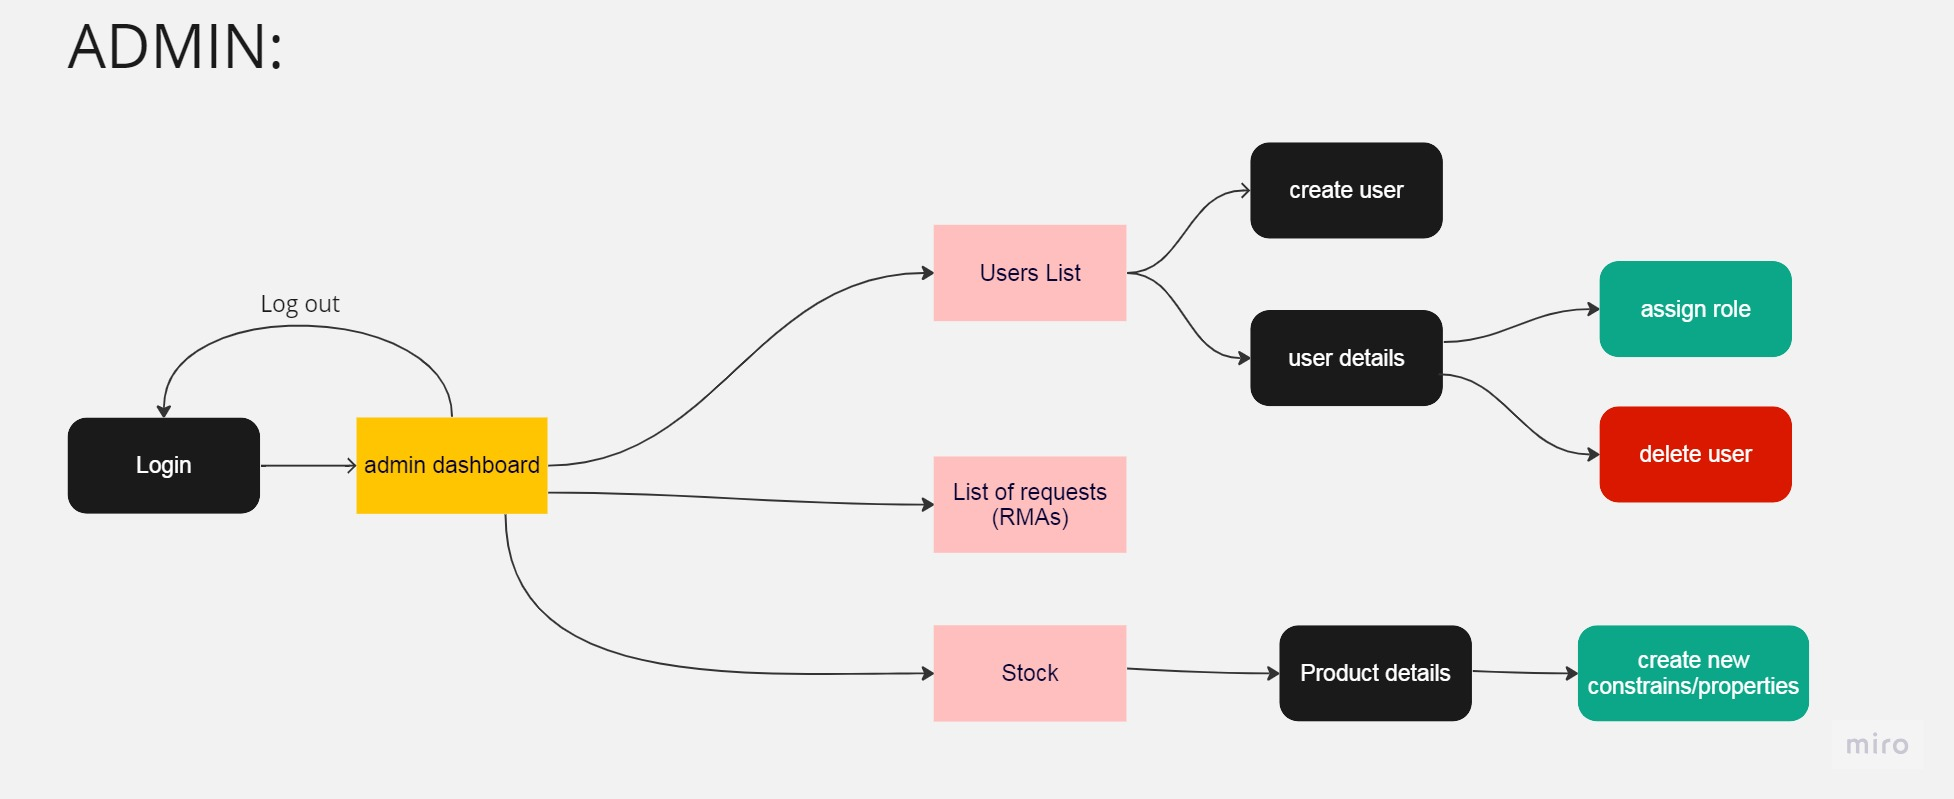 ADMIN:
create user
Users List
Log out
assign role
user details
Login
admin dashboard
delete user
List of requests
(RMAs)
Stock
Product details
create new
constrains/properties
miro